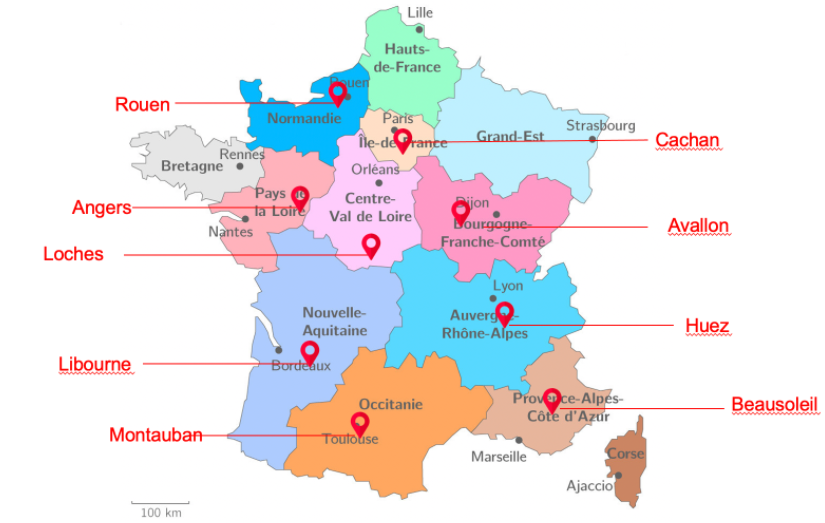 Lille
Hauts-
de-France
Rouen
Rouen
Normandie
Paris
Île-de-France
Grand-Est
Strasbourg
Cachan
Bretagne
Rennes
Orléans
Pays de
la Loire
Angers
Centre-
Val de Loire
Dijon
Bourgogne-
Franche-Comté
Avallon
Nantes
Loches
Lyon
Auvergne-
Rhône-Alpes
Huez
Nouvelle-
Aquitaine
Libourne
Bordeaux
Occitanie
Provence-Alpes-
Côte d'Azur
Beausoleil
Montauban
Toulouse
Marseille
Corse
Ajaccio
100 km